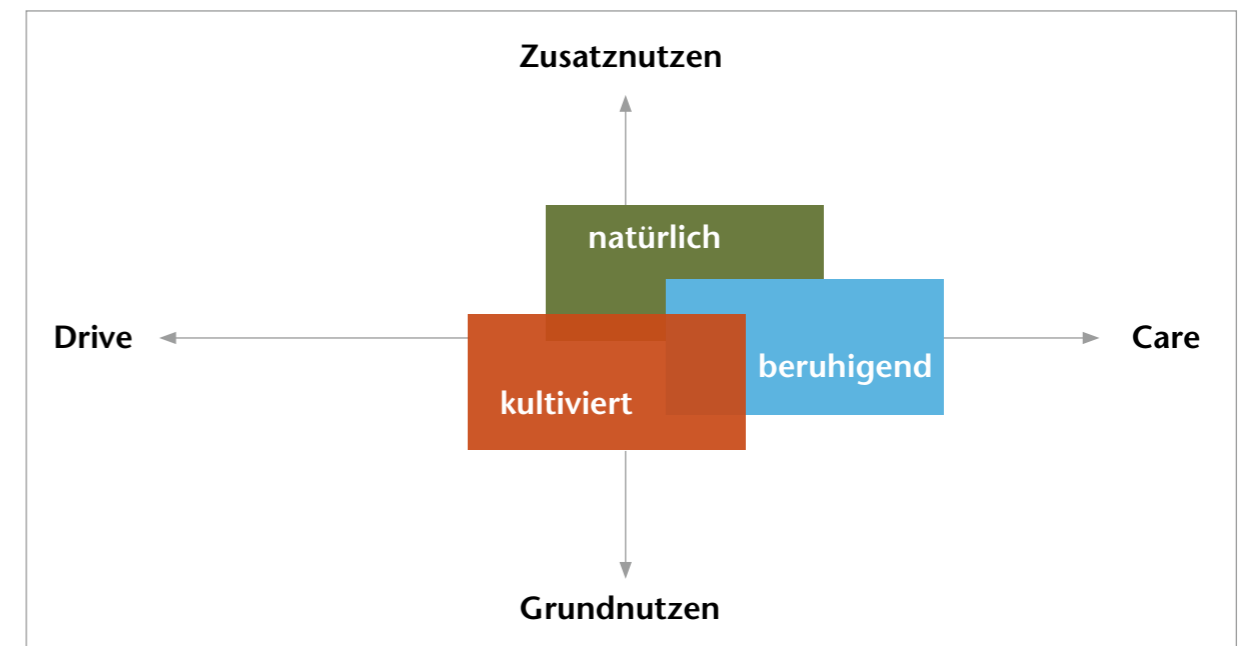 Zusatznutzen
natürlich
Drive
Care
beruhigend
kultiviert
Grundnutzen